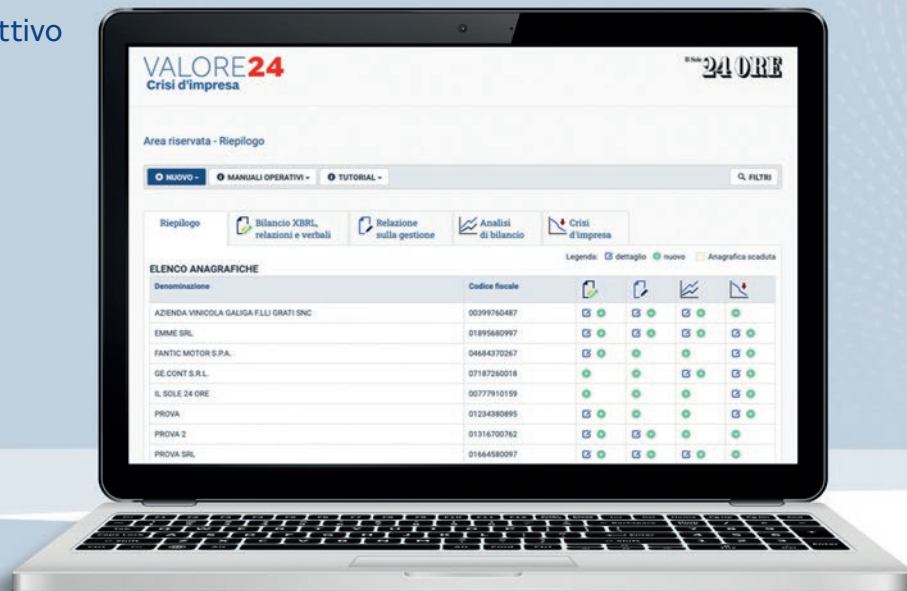 ttivo
VALORE24
Crisi d'impresa
Il Sole
24 ORE
Area riservata - Riepilogo
NUOVO
MANUALI OPERATIVI
TUTORIAL
FILTRI
Riepilogo
Bilancio XBRL,
relazioni e verbali
Relazione
sulla gestione
Analisi
di bilancio
Crisi
d'impresa
Legenda: dettaglio nuovo Anagrafica scaduta
ELENCO ANAGRAFICHE
Denominazione Codice fiscale
AZIENDA VINICOLA GALIGA F.LLI GRATI SNC 00399760487
EMME SRL 01895680997
FANTIC MOTOR S.P.A. 04684370267
GE.CONT S.R.L. 07187260018
IL SOLE 24 ORE 00777910159
PROVA 01234380895
PROVA 2 01316700762
PROVA SRL 01664580097